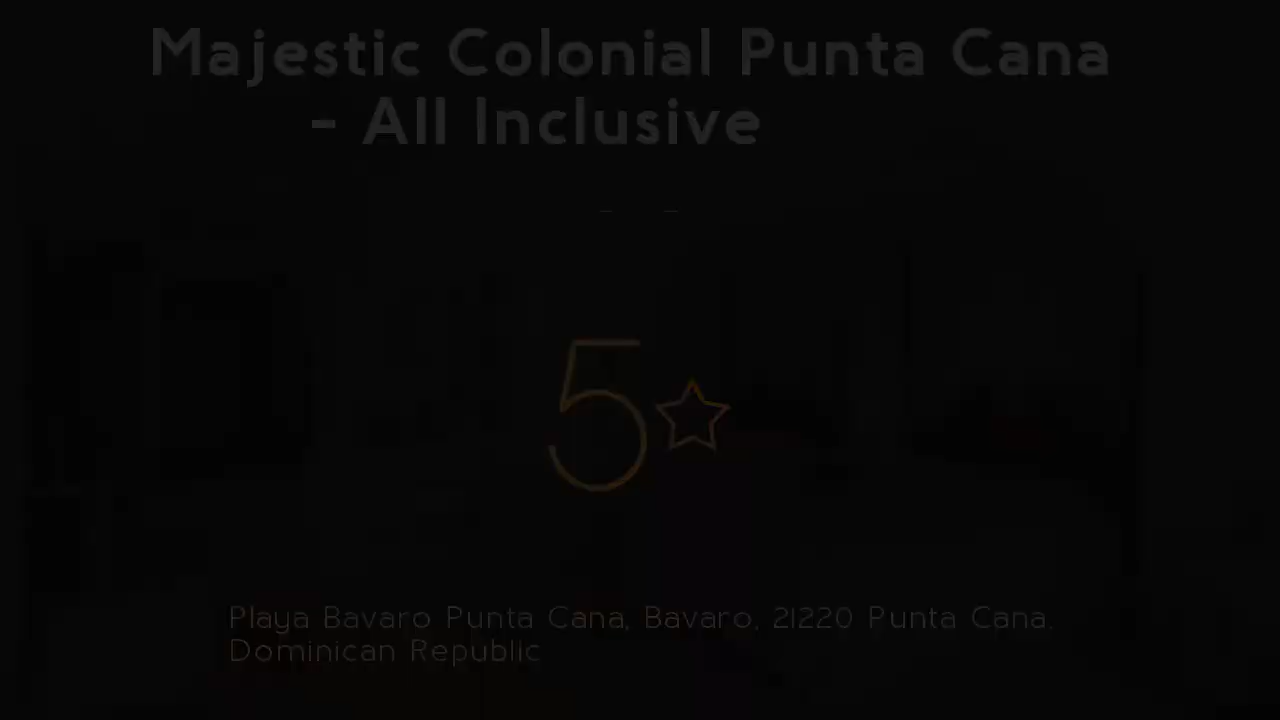 Majestic Colonial Punta Cana
- All Inclusive
5
Playa Bavaro Punta Cana, Bavaro, 21220 Punta Cana,
Dominican Republic